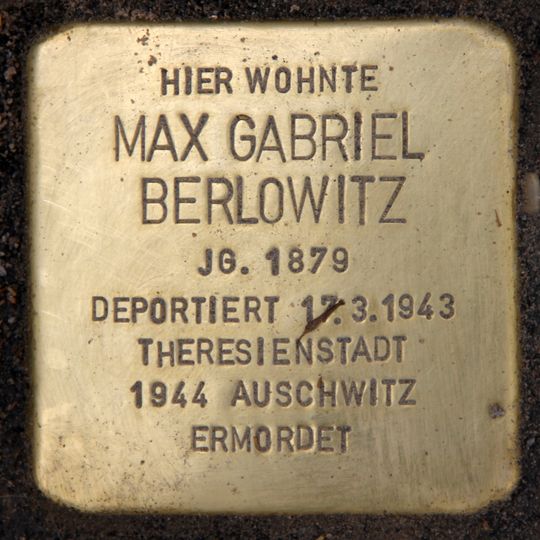 HIER WOHNTE
MAX GABRIEL
BERLOWITZ
JG. 1879
DEPORTIERT 17.3.1943
THERESIENSTADT
1944 AUSCHWITZ
ERMORDET